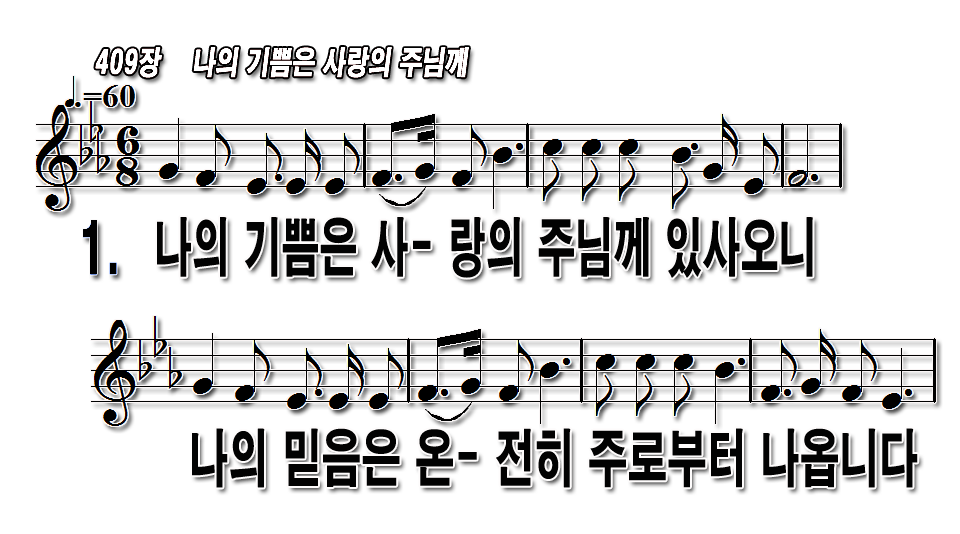 409장 나의 기쁨은 사랑의 주님께
♩.=60
6
8
1. 나의 기쁨은 사- 랑의 주님께 있사오니
나의 믿음은 온- 전히 주로부터 나옵니다